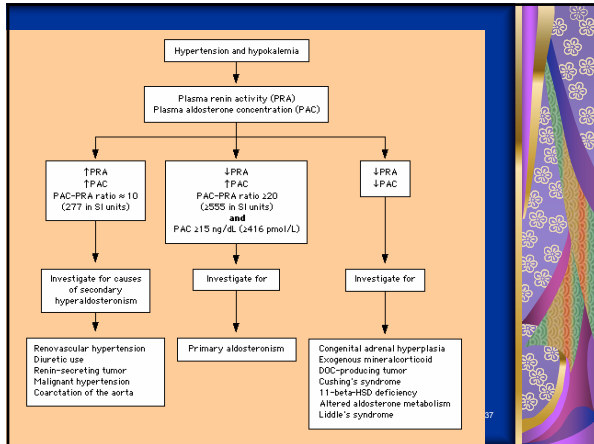 Hypertension and hypokalemia
Plasma renin activity (PRA)
Plasma aldosterone concentration (PAC)
↑PRA
↑PAC
PAC-PRA ratio ≈ 10
(277 in SI units)
↓PRA
↑PAC
PAC-PRA ratio ≥20
(≥555 in SI units)
and
PAC ≥15 ng/dL (≥416 pmol/L)
↓PRA
↓PAC
Investigate for causes
of secondary
hyperaldosteronism
Investigate for
Investigate for
Renovascular hypertension
Diuretic use
Renin-secreting tumor
Malignant hypertension
Coarctation of the aorta
Primary aldosteronism
Congenital adrenal hyperplasia
Exogenous mineralcorticoid
DOC-producing tumor
Cushing's syndrome
11-beta-HSD deficiency
Altered aldosterone metabolism
Liddle's syndrome
37